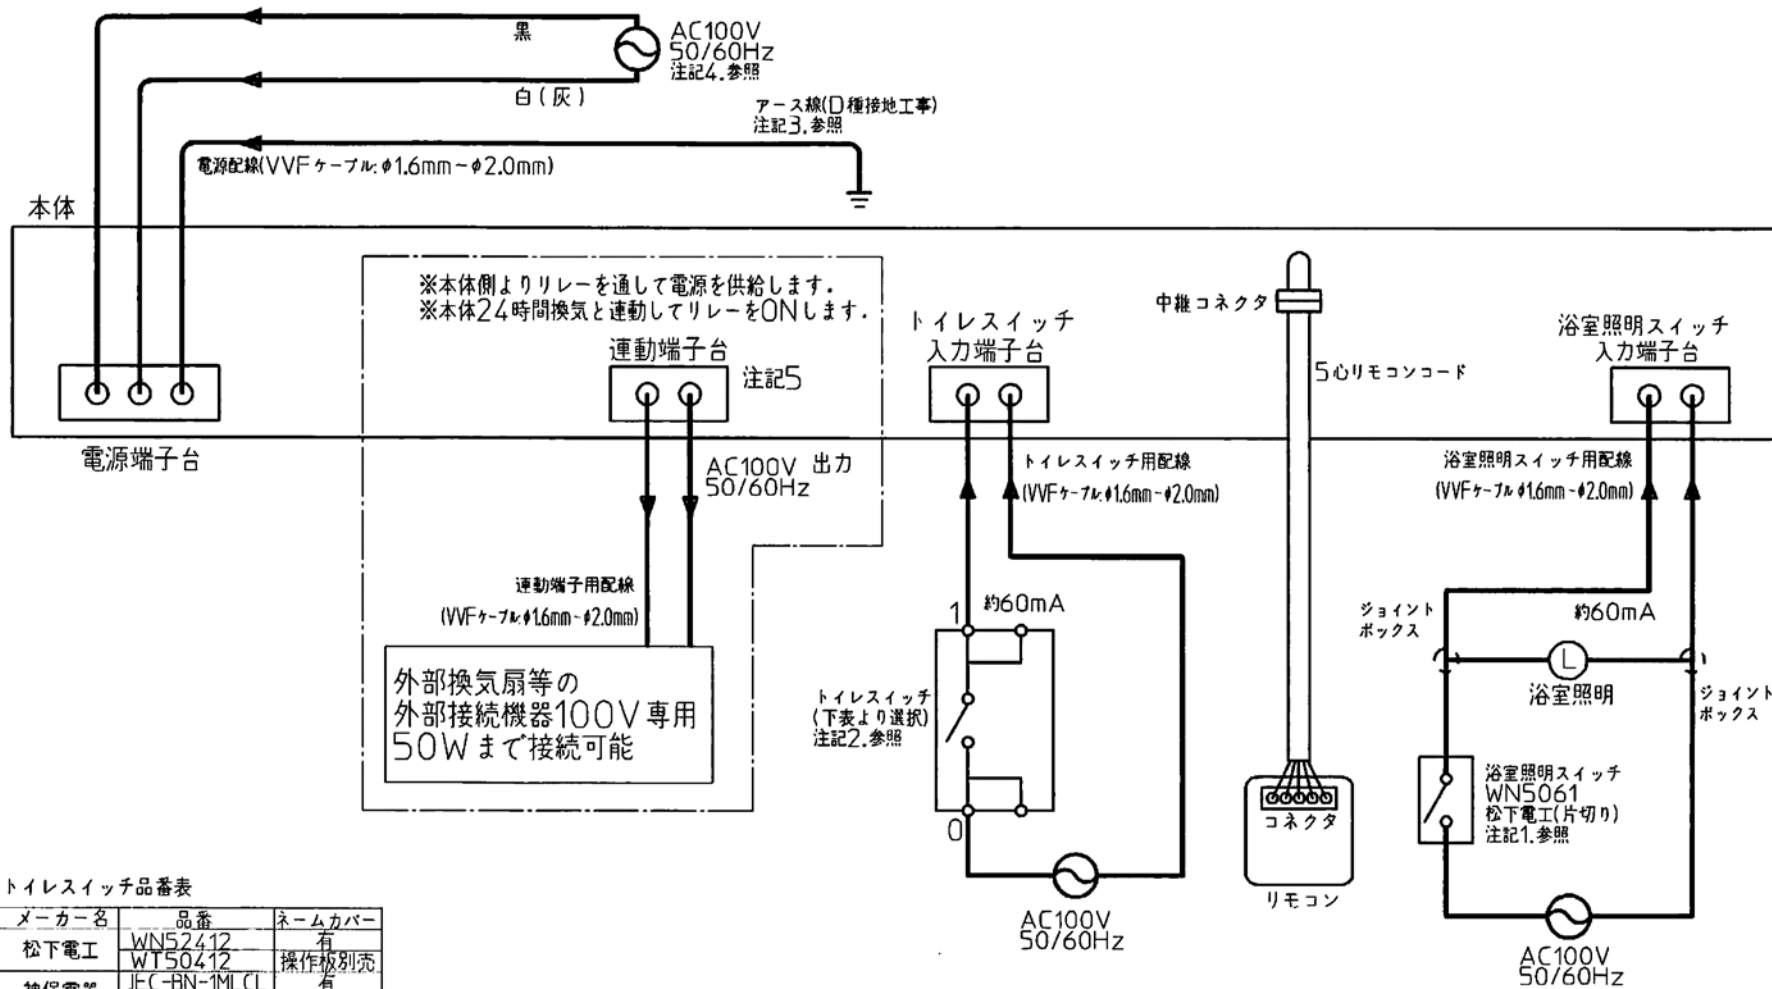 黒
AC100V
50/60Hz
注記4.参照
白(灰)
アース線(D種接地工事)
注記3.参照
電源配線(VVFケーブル:φ1.6mm~φ2.0mm)
本体
※本体側よりリレーを通して電源を供給します.
※本体24時間換気と連動してリレーをONします.
連動端子台
注記5
トイレスイッチ
入力端子台
中継コネクタ
5心リモコンコード
浴室照明スイッチ
入力端子台
電源端子台
AC100V 出力
50/60Hz
トイレスイッチ用配線
(VVFケーブル:φ1.6mm~φ2.0mm)
浴室照明スイッチ用配線
(VVFケーブル φ1.6mm~φ2.0mm)
連動端子用配線
(VVFケーブル:φ1.6mm~φ2.0mm)
外部換気扇等の
外部接続機器100V専用
50Wまで接続可能
1
約60mA
トイレスイッチ
(下表より選択)
注記2.参照
0
AC100V
50/60Hz
コネクタ
リモコン
ジョイント
ボックス
約60mA
L
浴室照明
ジョイント
ボックス
浴室照明スイッチ
WN5061
松下電工(片切り)
注記1.参照
AC100V
50/60Hz
トイレスイッチ品番表
メーカー名 品番 ネームカバー
松下電工 WN52412 有
WT50412 操作板別売
神保電器 JEC-BN-1MLCL 有